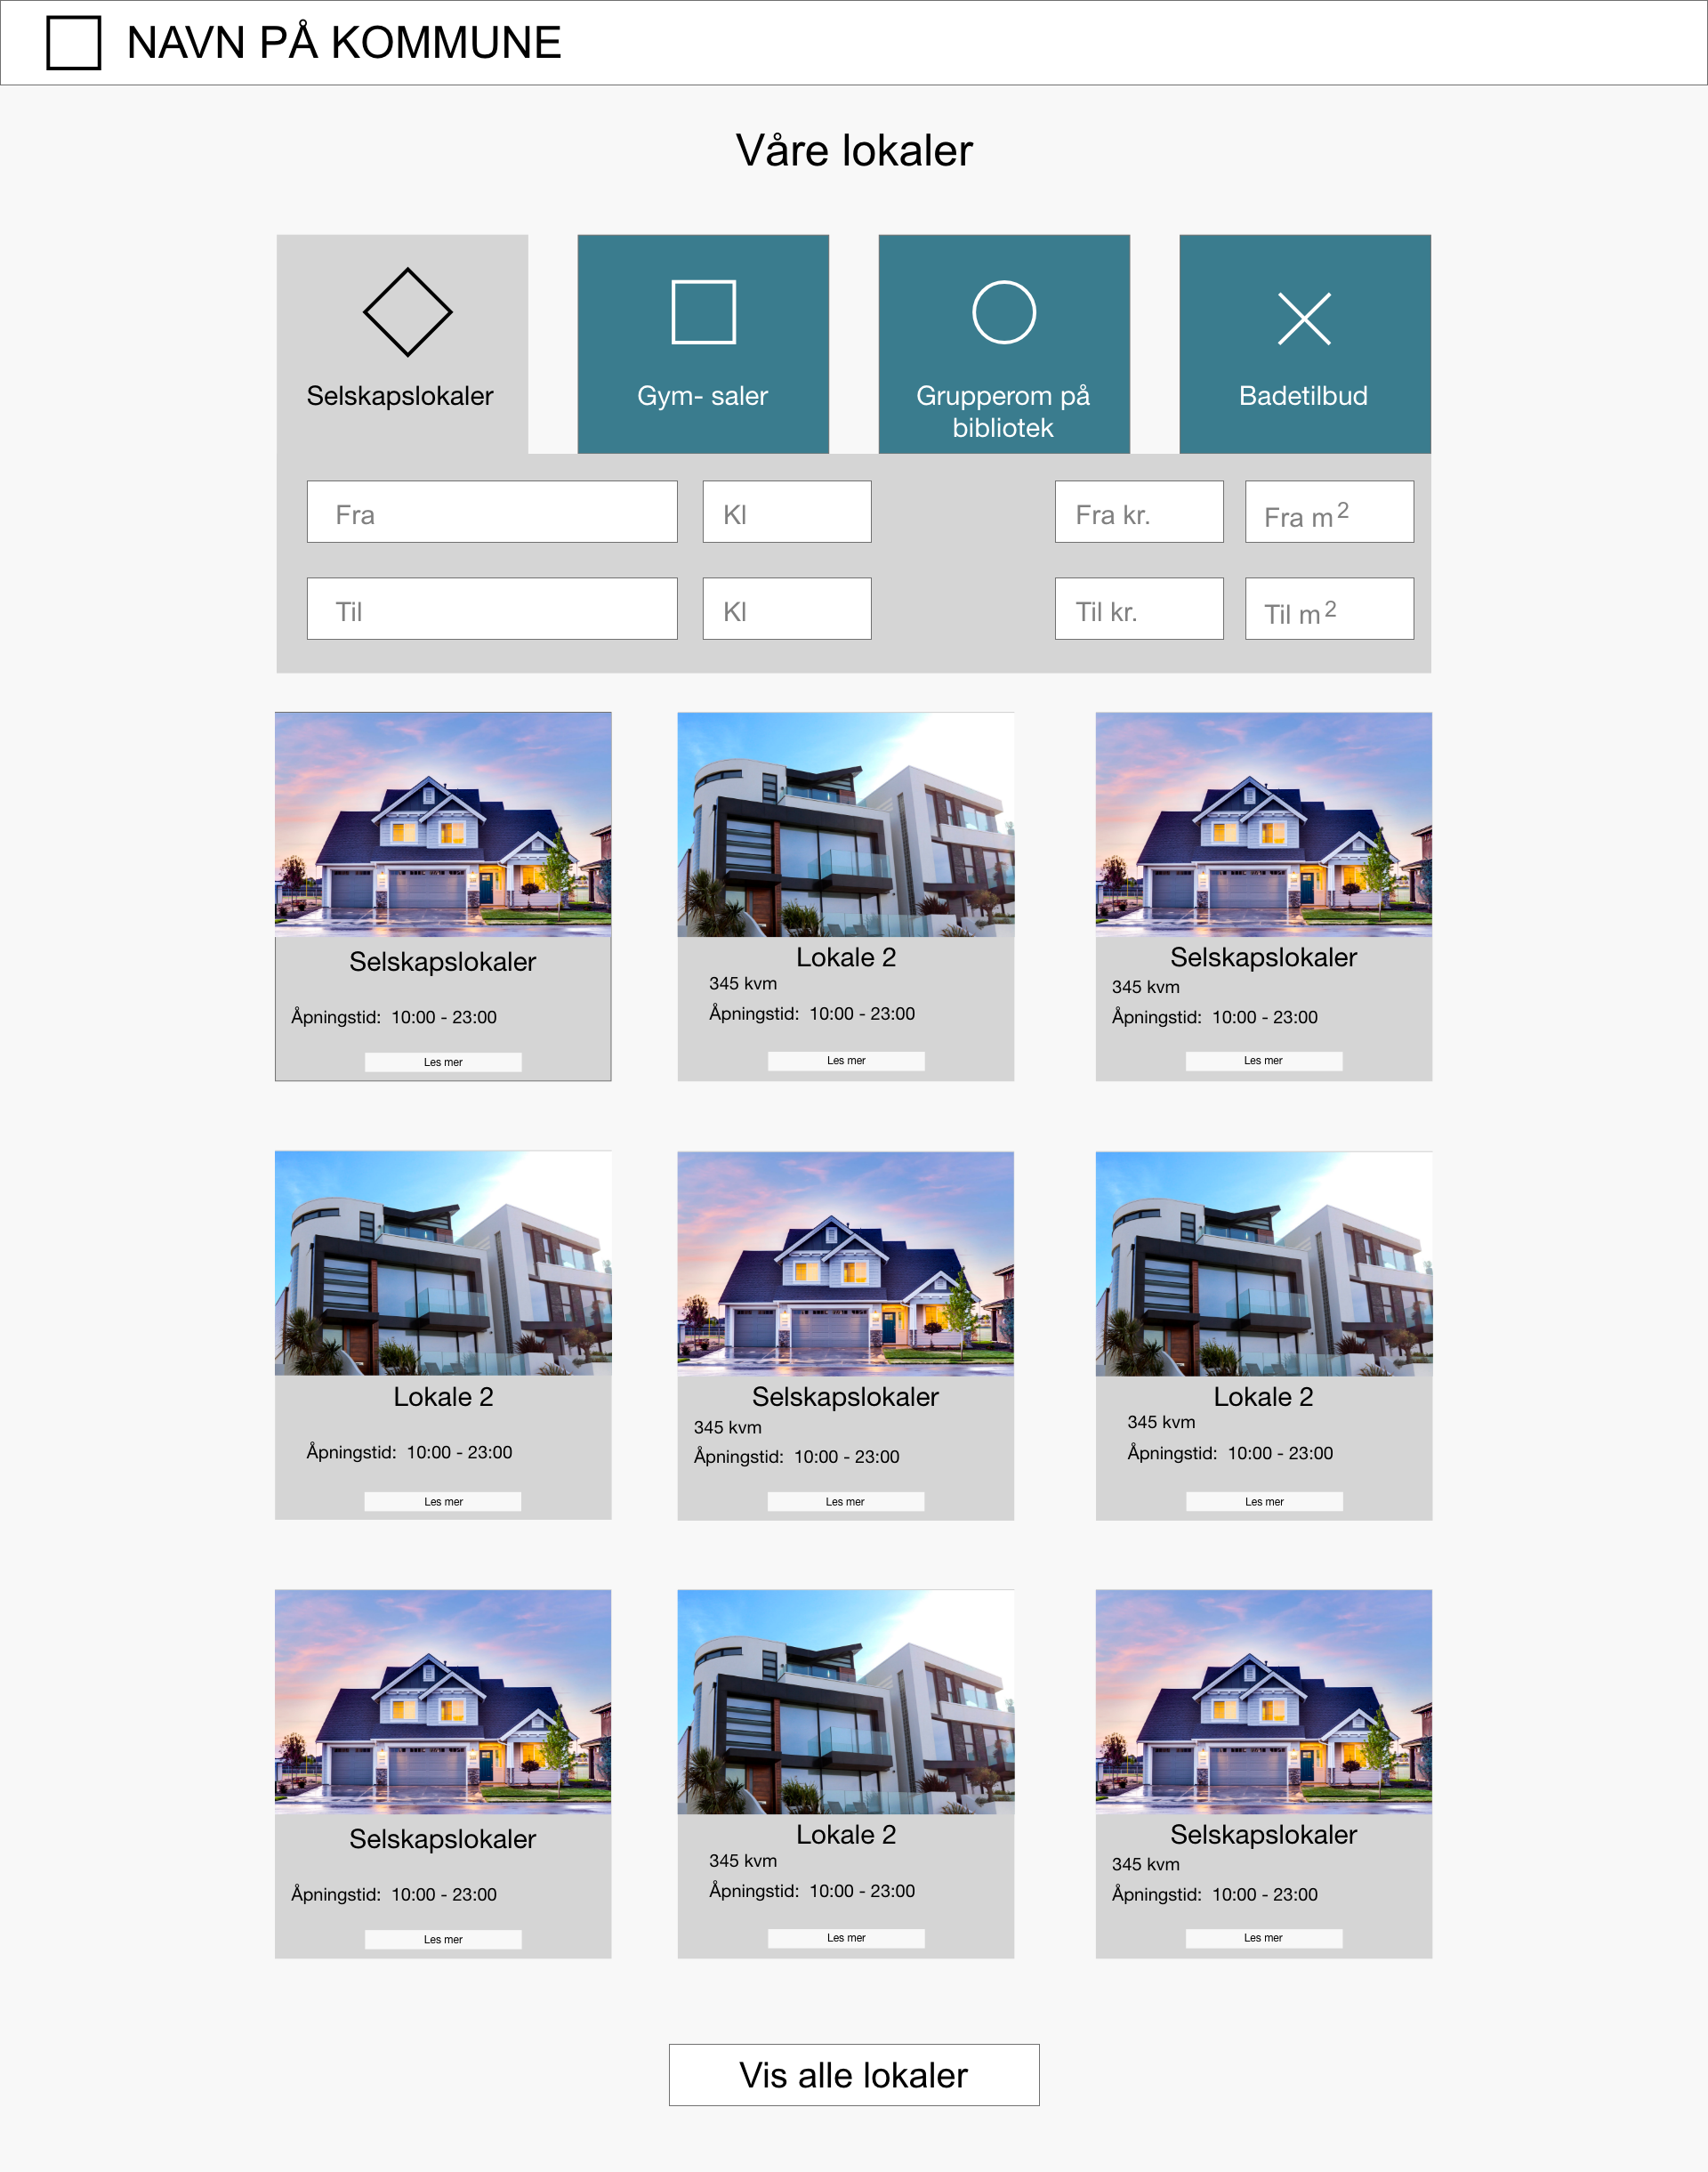 NAVN PÅ KOMMUNE
Våre lokaler
Selskapslokaler
Gym- saler
Grupperom på
bibliotek
Badetilbud
Fra
Kl
Fra kr.
Fra m²
Til
Kl
Til kr.
Til m²
Selskapslokaler
Åpningstid: 10:00 - 23:00
Les mer
Lokale 2
345 kvm
Åpningstid: 10:00 - 23:00
Les mer
Selskapslokaler
345 kvm
Åpningstid: 10:00 - 23:00
Les mer
Lokale 2
Åpningstid: 10:00 - 23:00
Les mer
Selskapslokaler
345 kvm
Åpningstid: 10:00 - 23:00
Les mer
Lokale 2
345 kvm
Åpningstid: 10:00 - 23:00
Les mer
Selskapslokaler
Åpningstid: 10:00 - 23:00
Les mer
Lokale 2
345 kvm
Åpningstid: 10:00 - 23:00
Les mer
Selskapslokaler
345 kvm
Åpningstid: 10:00 - 23:00
Les mer
Vis alle lokaler